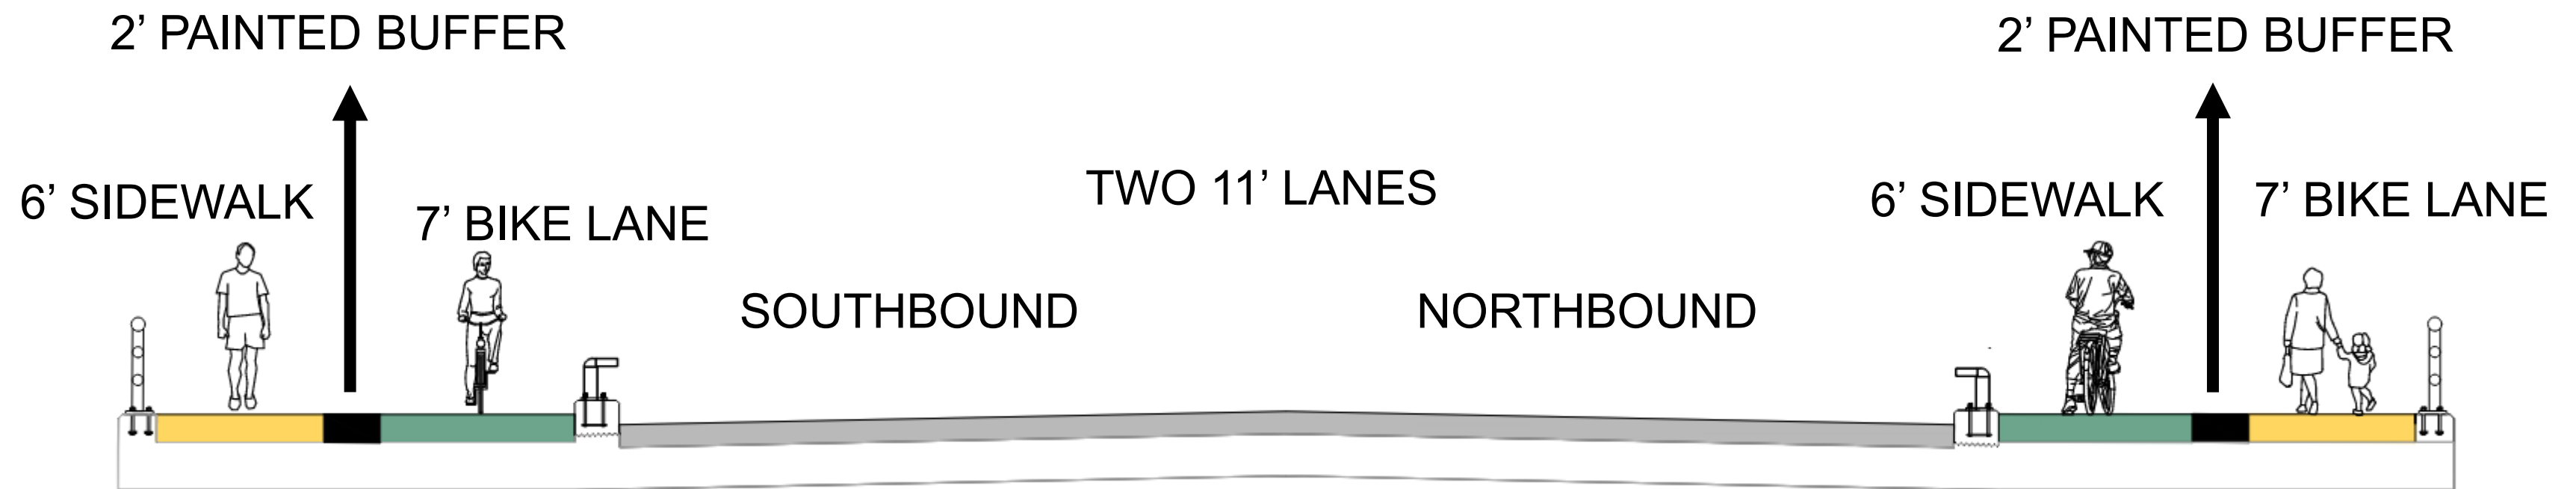 2’ PAINTED BUFFER
2’ PAINTED BUFFER
6’ SIDEWALK
7’ BIKE LANE
TWO 11’ LANES
6’ SIDEWALK
7’ BIKE LANE
SOUTHBOUND
NORTHBOUND